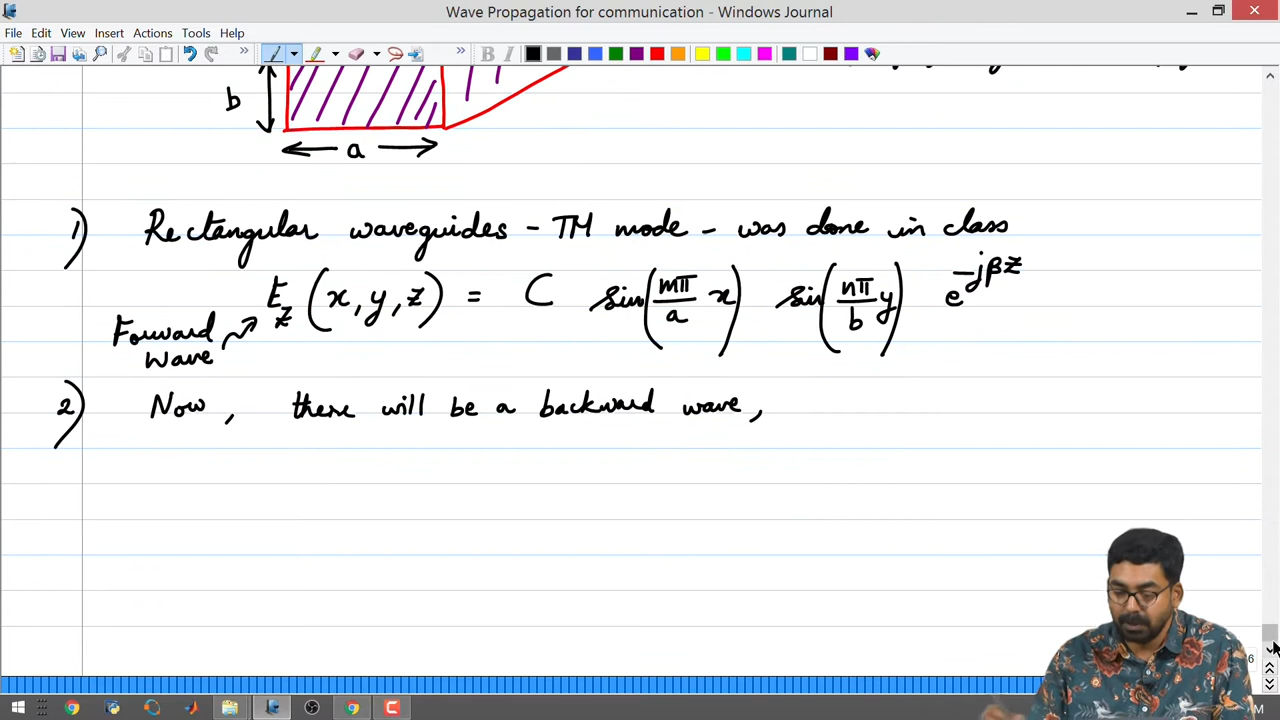 Wave Propagation for communication - Windows Journal
File Edit View Insert Actions Tools Help
b
a
1) Rectangular waveguides - TM mode - was done in class
E_z (x, y, z) = C sin(mπ/a x) sin(nπ/b y) e^{-jβz}
Forward wave
2) Now, there will be a backward wave,